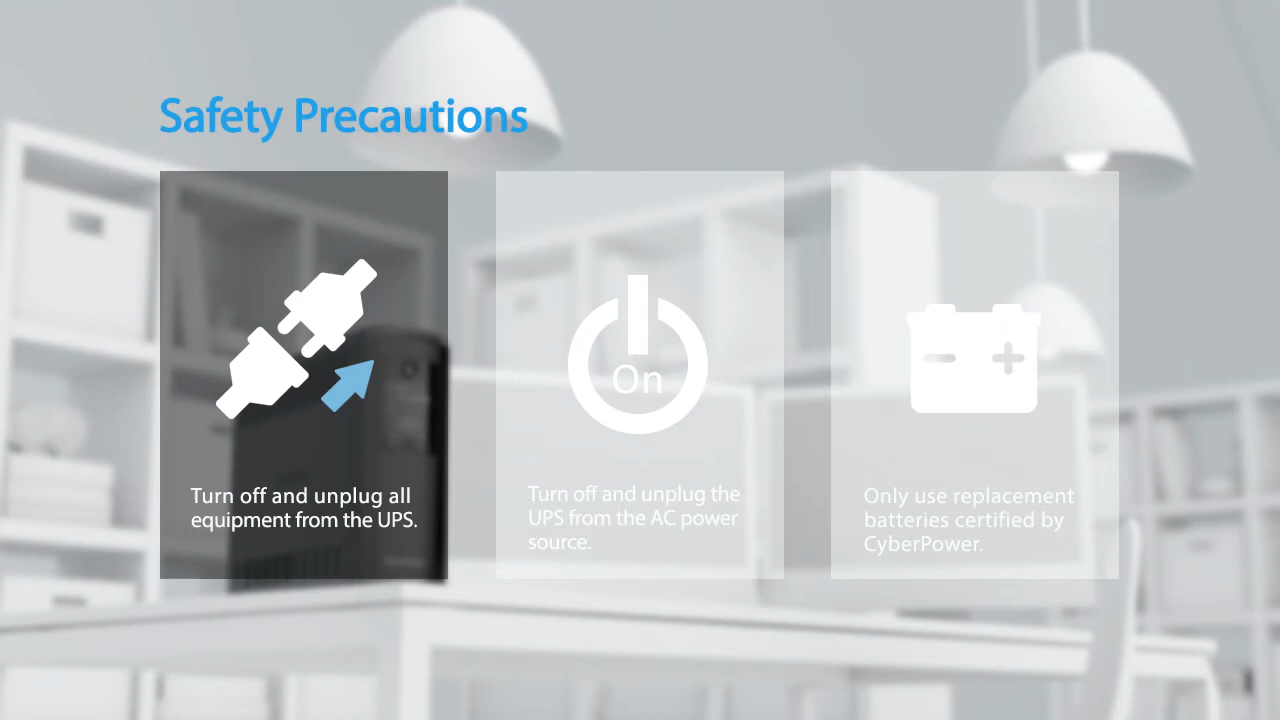 Safety Precautions
Turn off and unplug all
equipment from the UPS.
On
Turn off and unplug the
UPS from the AC power
source.
Only use replacement
batteries certified by
CyberPower.